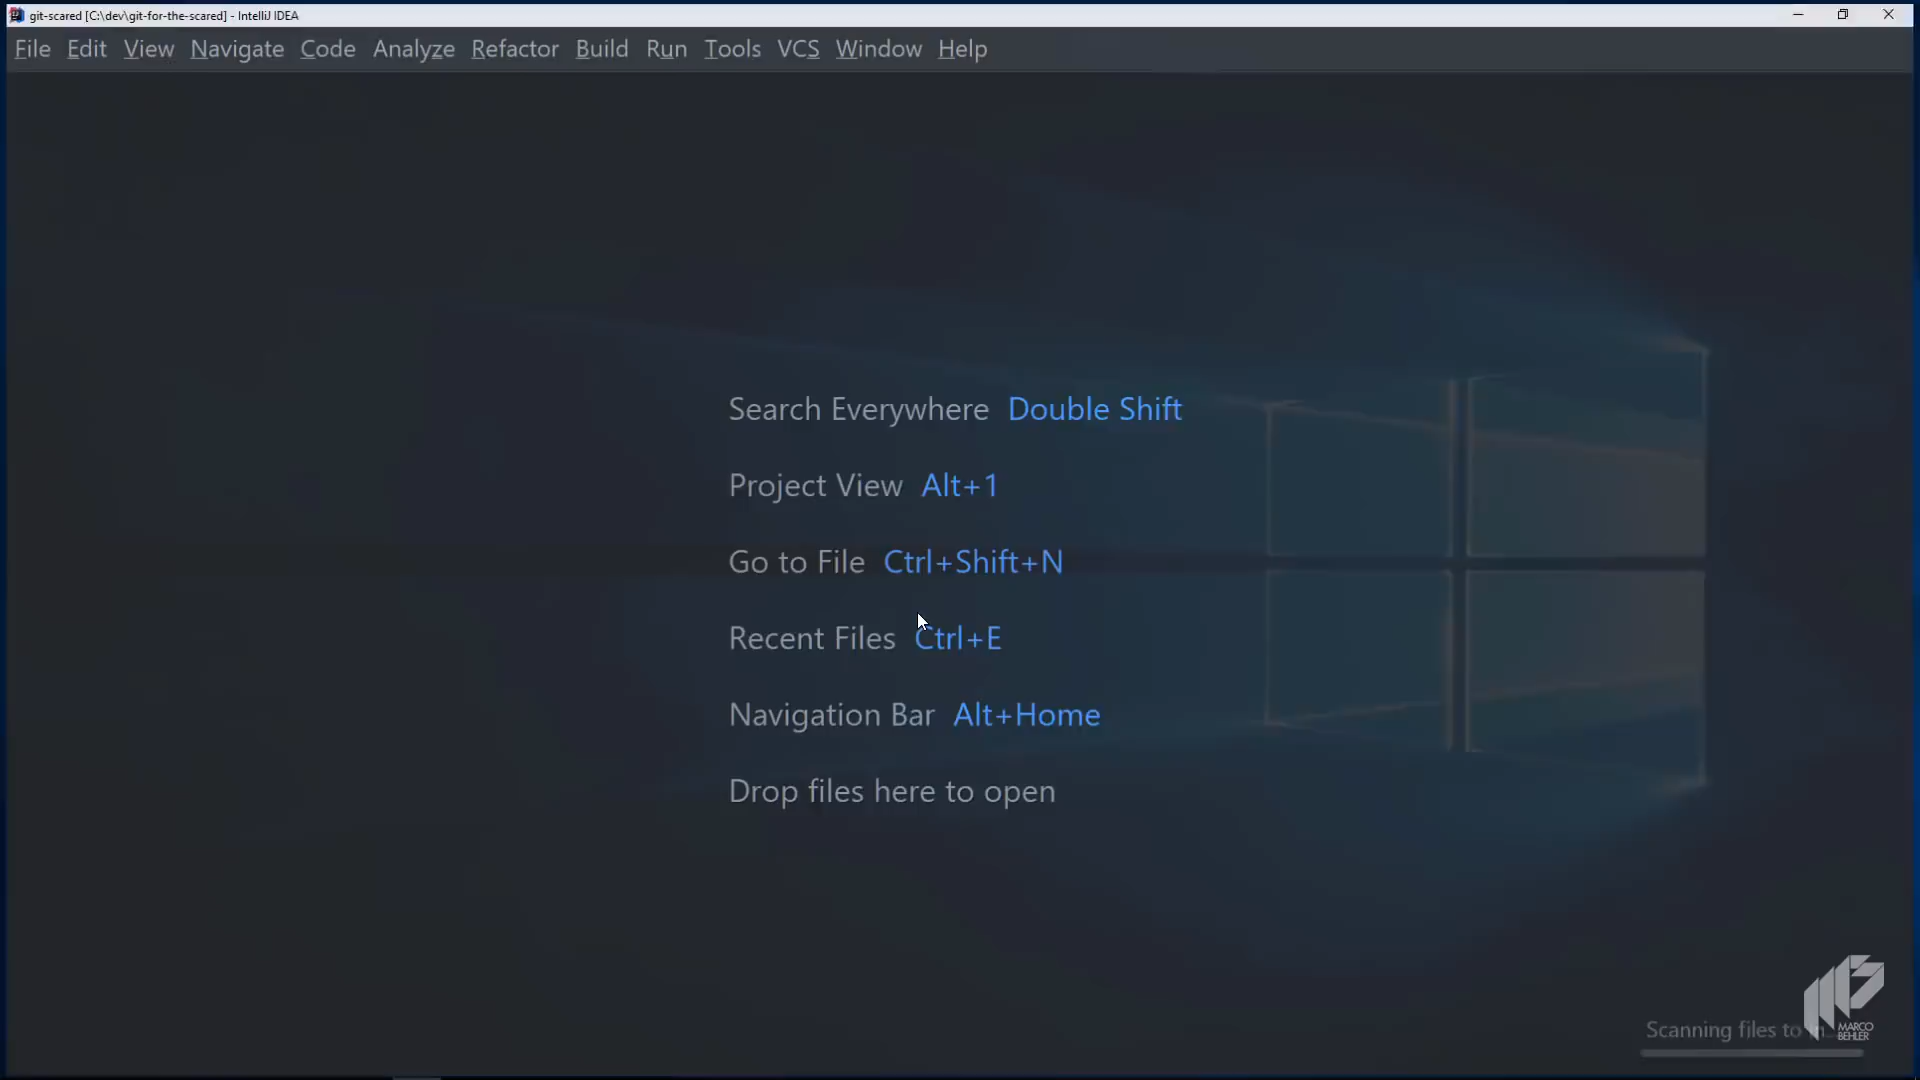 git-scared [C:\dev\git-for-the-scared] - IntelliJ IDEA
File Edit View Navigate Code Analyze Refactor Build Run Tools VCS Window Help
Search Everywhere Double Shift
Project View Alt+1
Go to File Ctrl+Shift+N
Recent Files Ctrl+E
Navigation Bar Alt+Home
Drop files here to open
Scanning files to
MARCO
BEHLER